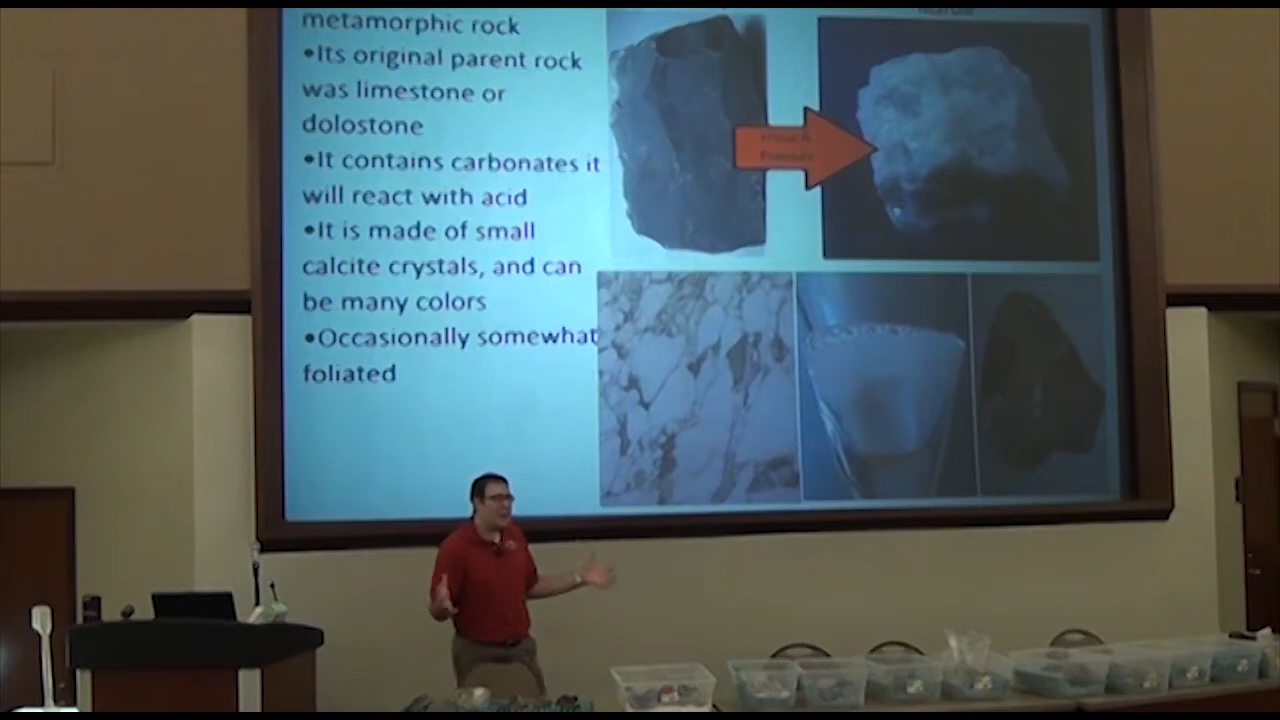 metamorphic rock
•Its original parent rock
was limestone or
dolostone
•It contains carbonates it
will react with acid
•It is made of small
calcite crystals, and can
be many colors
•Occasionally somewhat
foliated